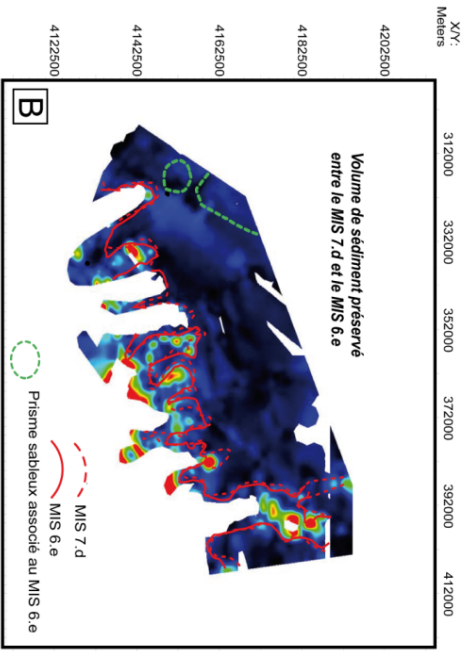 X/Y:
Meters
312000
332000
352000
372000
392000
412000
4202500
4182500
4162500
4142500
4122500
Volume de sédiment préservé
entre le MIS 7.d et le MIS 6.e
B
MIS 7.d
MIS 6.e
Prisme sableux associé au MIS 6.e